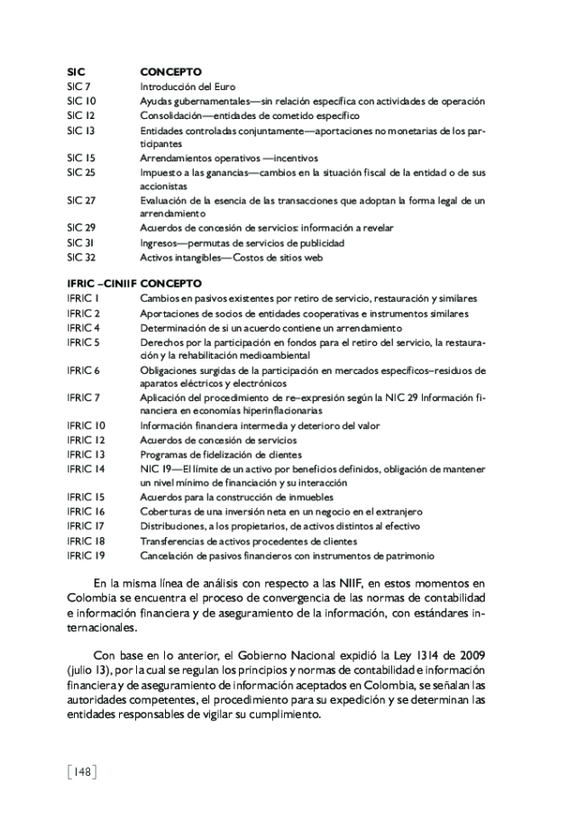 SIC CONCEPTO
SIC 7 Introducción del Euro
SIC 10 Ayudas gubernamentales—sin relación específica con actividades de operación
SIC 12 Consolidación—entidades de cometido específico
SIC 13 Entidades controladas conjuntamente—aportaciones no monetarias de los par-
ticipantes
SIC 15 Arrendamientos operativos —incentivos
SIC 25 Impuesto a las ganancias—cambios en la situación fiscal de la entidad o de sus
accionistas
SIC 27 Evaluación de la esencia de las transacciones que adoptan la forma legal de un
arrendamiento
SIC 29 Acuerdos de concesión de servicios: información a revelar
SIC 31 Ingresos—permutas de servicios de publicidad
SIC 32 Activos intangibles—Costos de sitios web
IFRIC –CINIIF CONCEPTO
IFRIC 1 Cambios en pasivos existentes por retiro de servicio, restauración y similares
IFRIC 2 Aportaciones de socios de entidades cooperativas e instrumentos similares
IFRIC 4 Determinación de si un acuerdo contiene un arrendamiento
IFRIC 5 Derechos por la participación en fondos para el retiro del servicio, la restaura-
ción y la rehabilitación medioambiental
IFRIC 6 Obligaciones surgidas de la participación en mercados específicos–residuos de
aparatos eléctricos y electrónicos
IFRIC 7 Aplicación del procedimiento de re–expresión según la NIC 29 Información fi-
nanciera en economías hiperinflacionarias
IFRIC 10 Información financiera intermedia y deterioro del valor
IFRIC 12 Acuerdos de concesión de servicios
IFRIC 13 Programas de fidelización de clientes
IFRIC 14 NIC 19—El límite de un activo por beneficios definidos, obligación de mantener
un nivel mínimo de financiación y su interacción
IFRIC 15 Acuerdos para la construcción de inmuebles
IFRIC 16 Coberturas de una inversión neta en un negocio en el extranjero
IFRIC 17 Distribuciones, a los propietarios, de activos distintos al efectivo
IFRIC 18 Transferencias de activos procedentes de clientes
IFRIC 19 Cancelación de pasivos financieros con instrumentos de patrimonio
En la misma línea de análisis con respecto a las NIIF, en estos momentos en
Colombia se encuentra el proceso de convergencia de las normas de contabilidad
e información financiera y de aseguramiento de la información, con estándares in-
ternacionales.
Con base en lo anterior, el Gobierno Nacional expidió la Ley 1314 de 2009
(julio 13), por la cual se regulan los principios y normas de contabilidad e información
financiera y de aseguramiento de información aceptados en Colombia, se señalan las
autoridades competentes, el procedimiento para su expedición y se determinan las
entidades responsables de vigilar su cumplimiento.
[148]